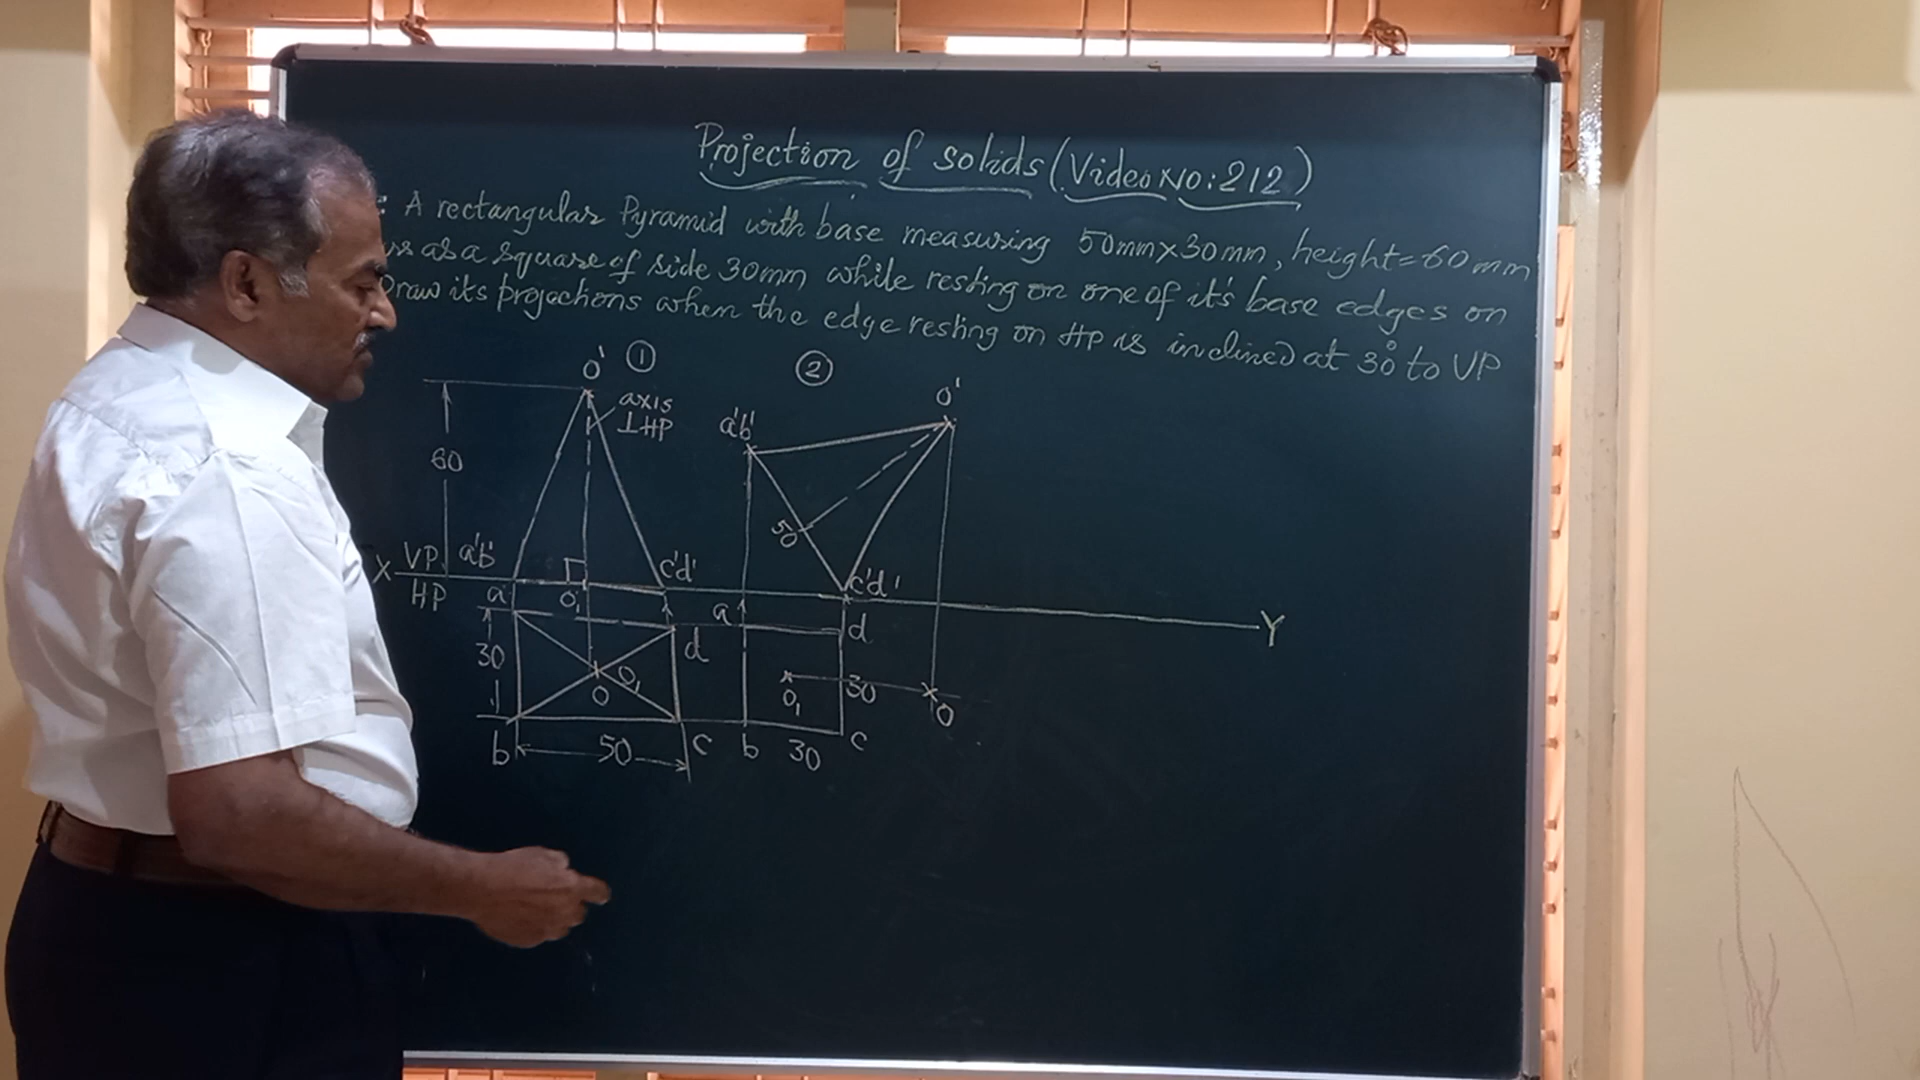 Projection of solids (Video NO: 212)
: A rectangular Pyramid with base measuring 50mm x 30mm, height = 60mm
as a square of side 30mm while resting on one of it's base edges on
Draw its projections when the edge resting on HP is inclined at 30° to VP
o' ① ②
axis
⊥HP
o'
a'b'
60
50
X VP a'b' c'd' c'd'
HP a o₁ a d Y
30 d
o₁ 30
o o₁ o
b 50 c b 30 c